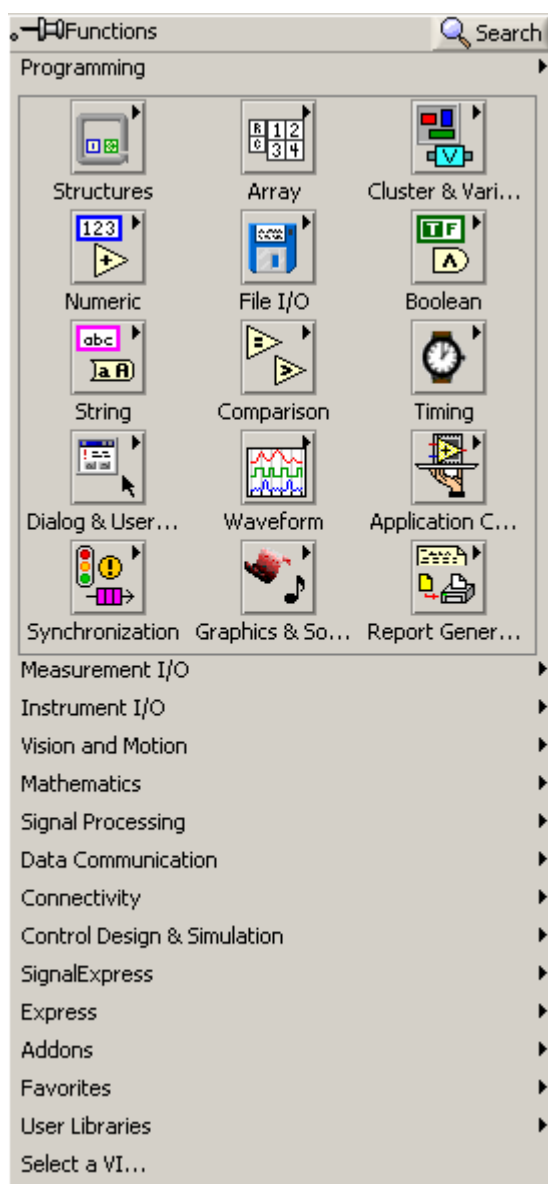 Functions Search
Programming
Structures Array Cluster & Vari...
Numeric File I/O Boolean
String Comparison Timing
Dialog & User... Waveform Application C...
Synchronization Graphics & So... Report Gener...
Measurement I/O
Instrument I/O
Vision and Motion
Mathematics
Signal Processing
Data Communication
Connectivity
Control Design & Simulation
SignalExpress
Express
Addons
Favorites
User Libraries
Select a VI...